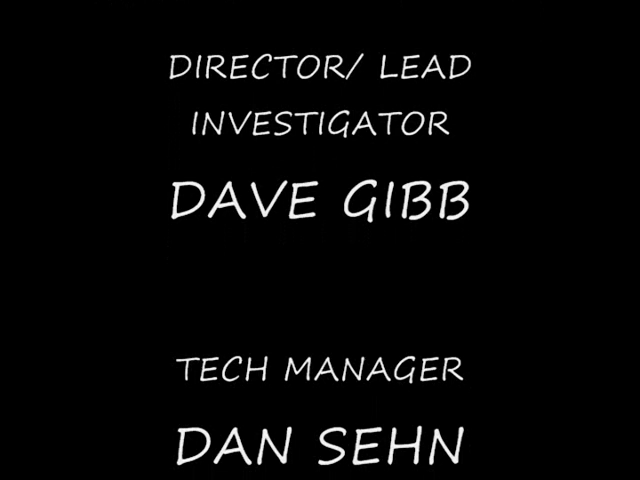 DIRECTOR/ LEAD
INVESTIGATOR
DAVE GIBB
TECH MANAGER
DAN SEHN